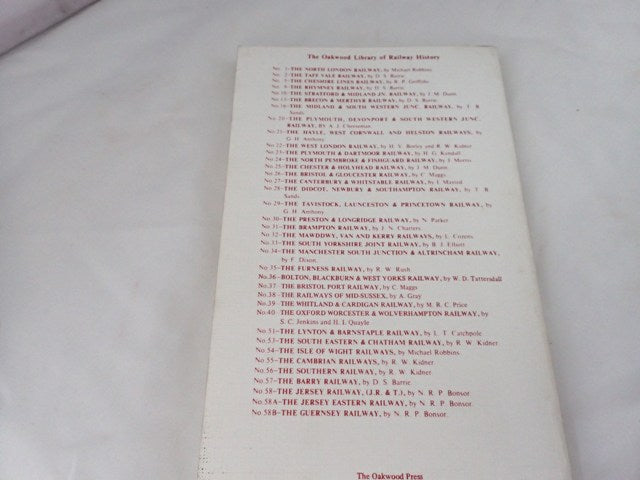 The Oakwood Library of Railway History
No. 1–THE NORTH LONDON RAILWAY, by Michael Robbins
No. 2–THE TAFF VALE RAILWAY, by D. S. Barrie
THE CHESHIRE LINES RAILWAY, by R. P. Griffiths
THE RHYMNEY RAILWAY, by D. S. Barrie
No.10–THE STRATFORD & MIDLAND JN. RAILWAY, by J. M. Dunn
THE BRECON & MERTHYR RAILWAY, by D. S. Barrie
No.16–THE MIDLAND & SOUTH WESTERN JUNC. RAILWAY, by T. B.
Sands
No.20–THE PLYMOUTH, DEVONPORT & SOUTH WESTERN JUNC.
RAILWAY, BY A. J. Cheeseman
No.21–THE HAYLE, WEST CORNWALL AND HELSTON RAILWAYS, by
G. H. Anthony
No.22–THE WEST LONDON RAILWAY, by H. V. Borley and R. W. Kidner
No.23–THE PLYMOUTH & DARTMOOR RAILWAY, by H. G. Kendall
No.24–THE NORTH PEMBROKE & FISHGUARD RAILWAY, by J. Morris
No.25–THE CHESTER & HOLYHEAD RAILWAY, by J. M. Dunn
No.26–THE BRISTOL & GLOUCESTER RAILWAY, by C. Maggs
No.27–THE CANTERBURY & WHITSTABLE RAILWAY, by I. Maxted
No.28–THE DIDCOT, NEWBURY & SOUTHAMPTON RAILWAY, by T. B.
Sands
No.29–THE TAVISTOCK, LAUNCESTON & PRINCETOWN RAILWAY, by
G. H. Anthony
No.30–THE PRESTON & LONGRIDGE RAILWAY, by N. Parker
No.31–THE BRAMPTON RAILWAY, by J. N. Charters
No.32–THE MAWDDWY, VAN AND KERRY RAILWAYS, by L. Cozens
No.33–THE SOUTH YORKSHIRE JOINT RAILWAY, by B. J. Elliott
No.34–THE MANCHESTER SOUTH JUNCTION & ALTRINCHAM RAILWAY,
by F. Dixon
No.35–THE FURNESS RAILWAY, by R. W. Rush
No.36–BOLTON, BLACKBURN & WEST YORKS RAILWAY, by W. D. Tattersdall
No.37–THE BRISTOL PORT RAILWAY, by C. Maggs
No.38–THE RAILWAYS OF MID-SUSSEX, by A. Gray
No.39–THE WHITLAND & CARDIGAN RAILWAY, by M. R. C. Price
No.40 THE OXFORD WORCESTER & WOLVERHAMPTON RAILWAY, by
S. C. Jenkins and H. I. Quayle
No.51–THE LYNTON & BARNSTAPLE RAILWAY, by L. T. Catchpole
No.53–THE SOUTH EASTERN & CHATHAM RAILWAY, by R. W. Kidner
No.54–THE ISLE OF WIGHT RAILWAYS, by Michael Robbins
No.55–THE CAMBRIAN RAILWAYS, by R. W. Kidner
No.56–THE SOUTHERN RAILWAY, by R. W. Kidner
No.57–THE BARRY RAILWAY, by D. S. Barrie
No.58–THE JERSEY RAILWAY, (J.R. & T.), by N. R. P. Bonsor
No.58A–THE JERSEY EASTERN RAILWAY, by N. R. P. Bonsor
No.58B–THE GUERNSEY RAILWAY, by N. R. P. Bonsor
The Oakwood Press